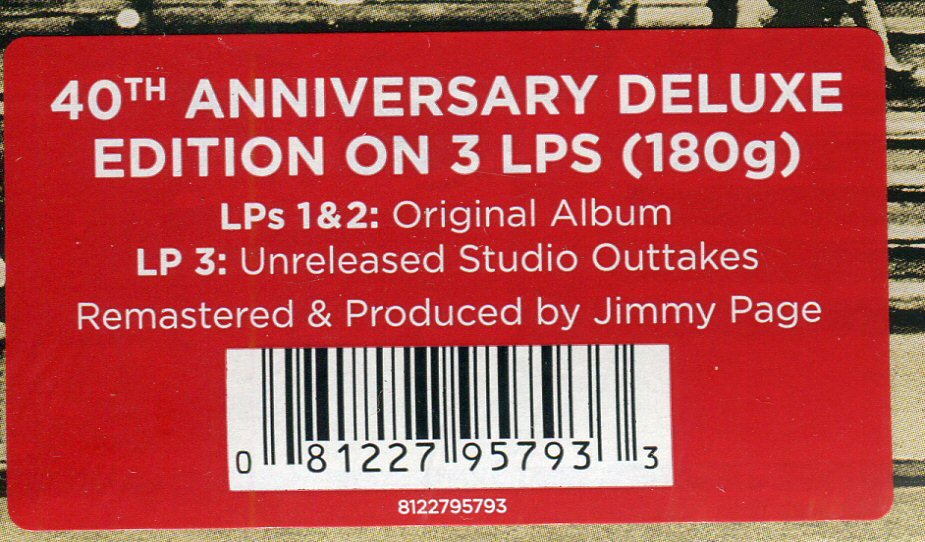 40TH ANNIVERSARY DELUXE
EDITION ON 3 LPS (180g)
LPs 1&2: Original Album
LP 3: Unreleased Studio Outtakes
Remastered & Produced by Jimmy Page
0 81227 95793 3
8122795793